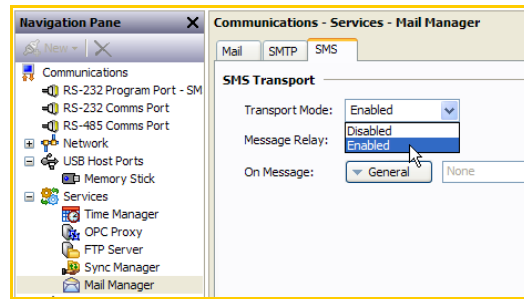 Navigation Pane X
New
Communications
RS-232 Program Port - SM
RS-232 Comms Port
RS-485 Comms Port
Network
USB Host Ports
Memory Stick
Services
Time Manager
OPC Proxy
FTP Server
Sync Manager
Mail Manager
Communications - Services - Mail Manager
Mail SMTP SMS
SMS Transport
Transport Mode: Enabled
Disabled
Message Relay: Enabled
On Message: General None